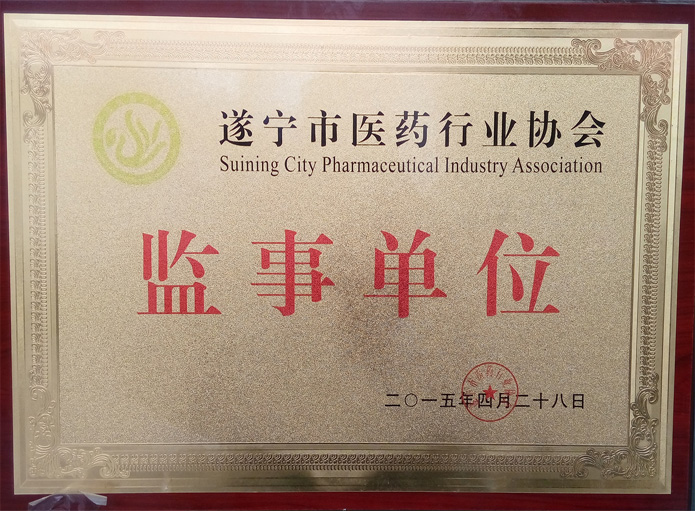 遂宁市医药行业协会
Suining City Pharmaceutical Industry Association
监事单位
二〇一五年四月二十八日